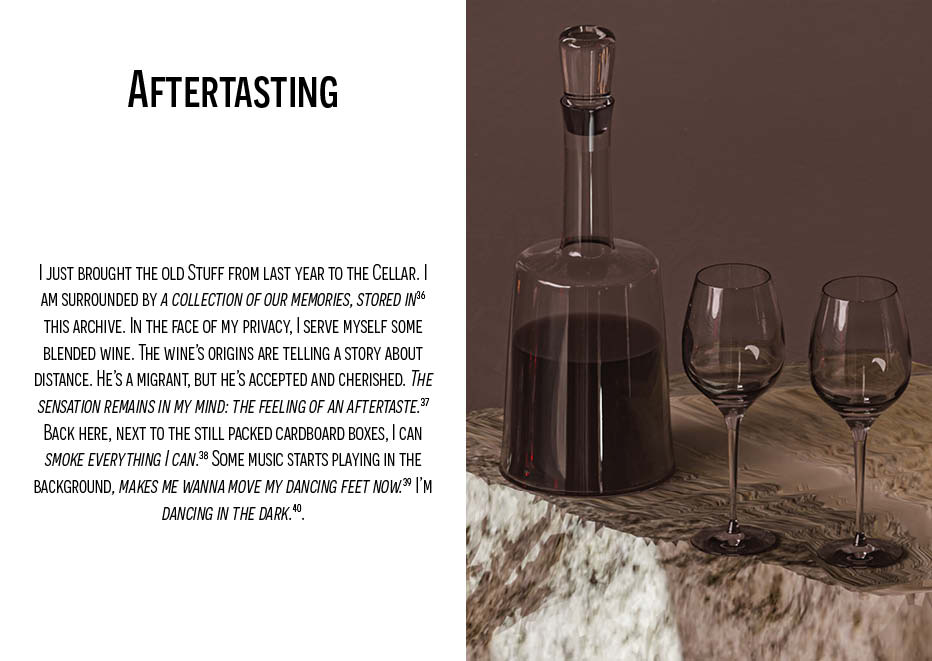 Aftertasting
I just brought the old Stuff from last year to the Cellar. I
am surrounded by a collection of our memories, stored in³⁶
this archive. In the face of my privacy, I serve myself some
blended wine. The wine’s origins are telling a story about
distance. He’s a migrant, but he’s accepted and cherished. The
sensation remains in my mind: the feeling of an aftertaste.³⁷
Back here, next to the still packed cardboard boxes, I can
smoke everything I can.³⁸ Some music starts playing in the
background, makes me wanna move my dancing feet now.³⁹ I’m
dancing in the dark.⁴⁰.